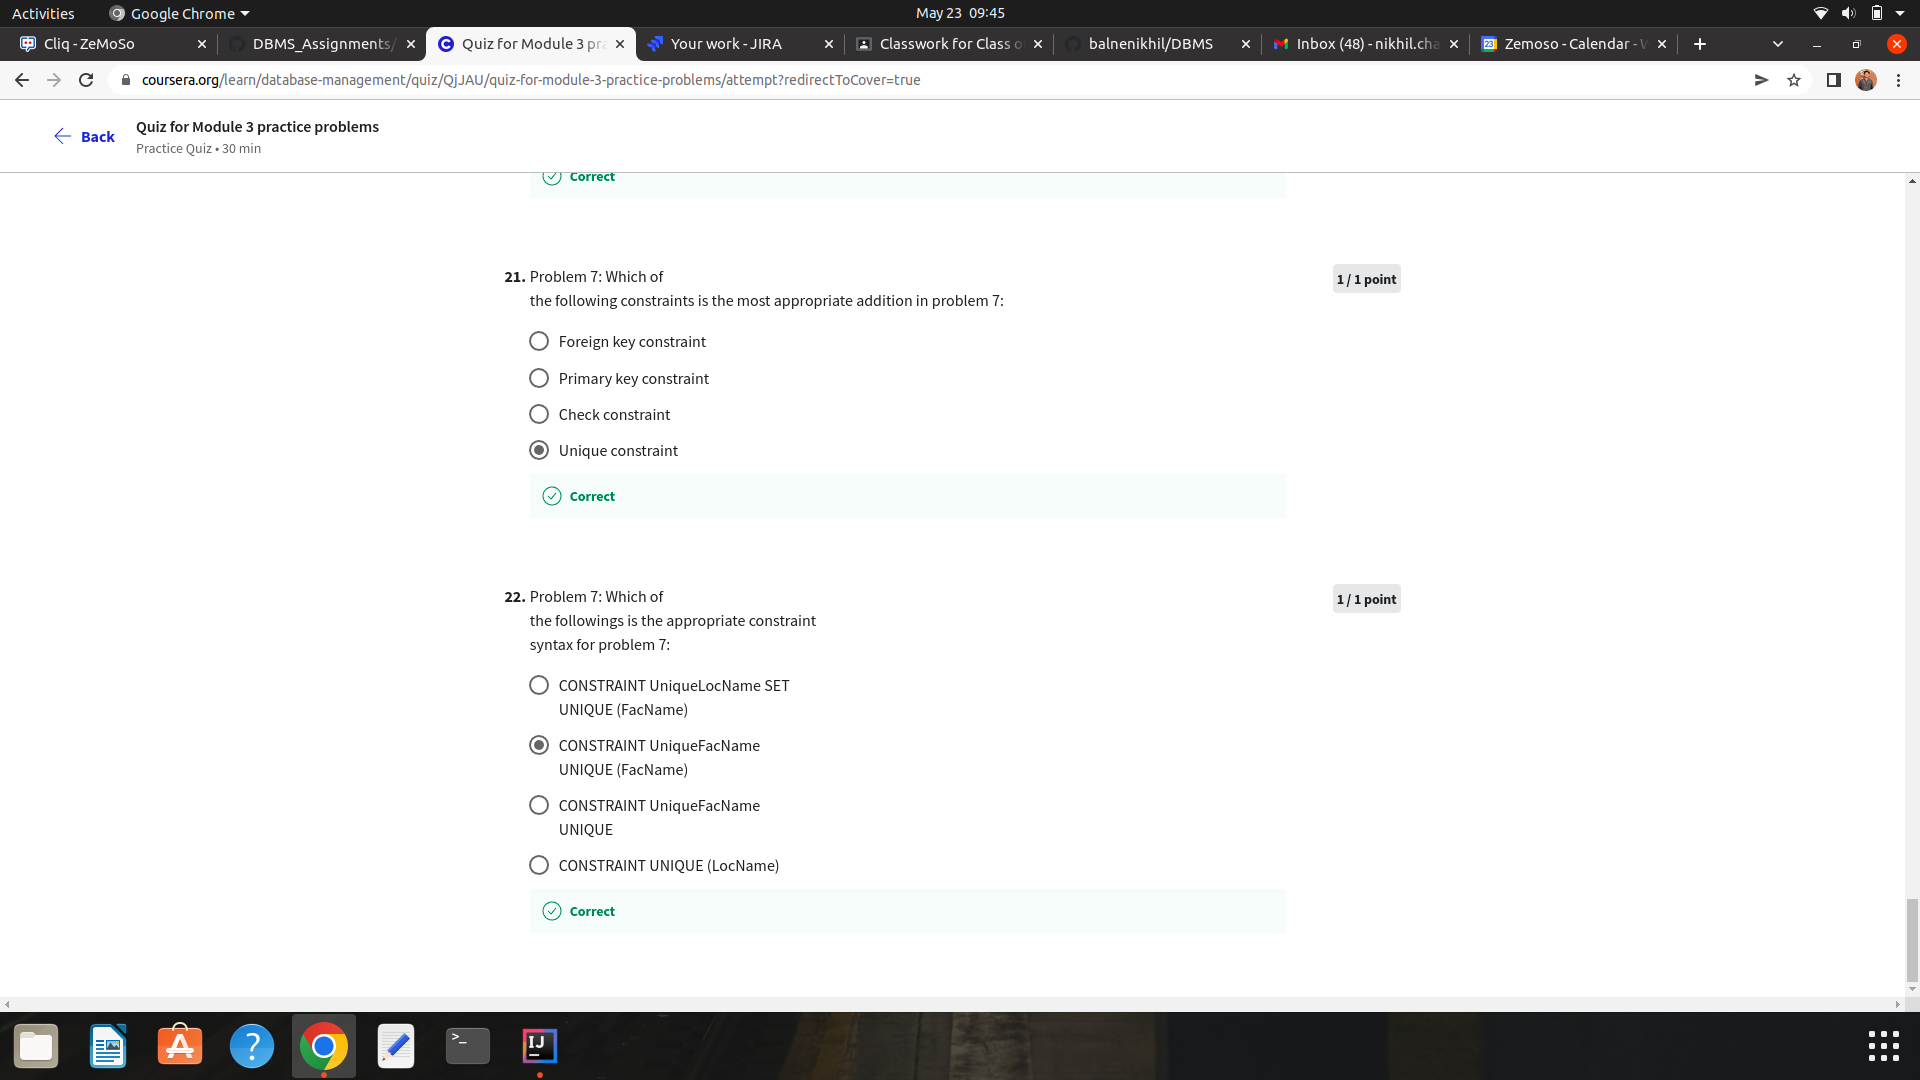 Activities
Google Chrome
May 23 09:45
Cliq - ZeMoSo
DBMS_Assignments/
Quiz for Module 3 pra
Your work - JIRA
Classwork for Class o
balnenikhil/DBMS
Inbox (48) - nikhil.cha
Zemoso - Calendar - W
coursera.org/learn/database-management/quiz/QjJAU/quiz-for-module-3-practice-problems/attempt?redirectToCover=true
Back
Quiz for Module 3 practice problems
Practice Quiz • 30 min
Correct
21. Problem 7: Which of
the following constraints is the most appropriate addition in problem 7:
1 / 1 point
Foreign key constraint
Primary key constraint
Check constraint
Unique constraint
Correct
22. Problem 7: Which of
the followings is the appropriate constraint
syntax for problem 7:
1 / 1 point
CONSTRAINT UniqueLocName SET
UNIQUE (FacName)
CONSTRAINT UniqueFacName
UNIQUE (FacName)
CONSTRAINT UniqueFacName
UNIQUE
CONSTRAINT UNIQUE (LocName)
Correct